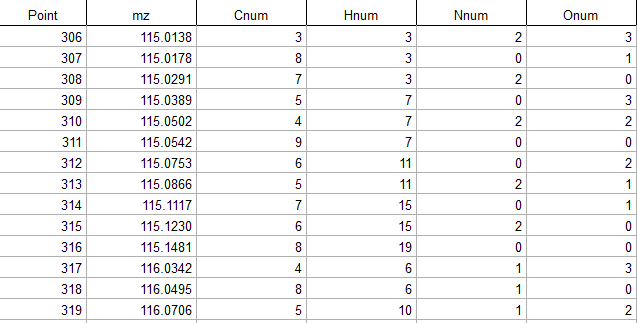 Point mz Cnum Hnum Nnum Onum
306 115.0138 3 3 2 3
307 115.0178 8 3 0 1
308 115.0291 7 3 2 0
309 115.0389 5 7 0 3
310 115.0502 4 7 2 2
311 115.0542 9 7 0 0
312 115.0753 6 11 0 2
313 115.0866 5 11 2 1
314 115.1117 7 15 0 1
315 115.1230 6 15 2 0
316 115.1481 8 19 0 0
317 116.0342 4 6 1 3
318 116.0495 8 6 1 0
319 116.0706 5 10 1 2